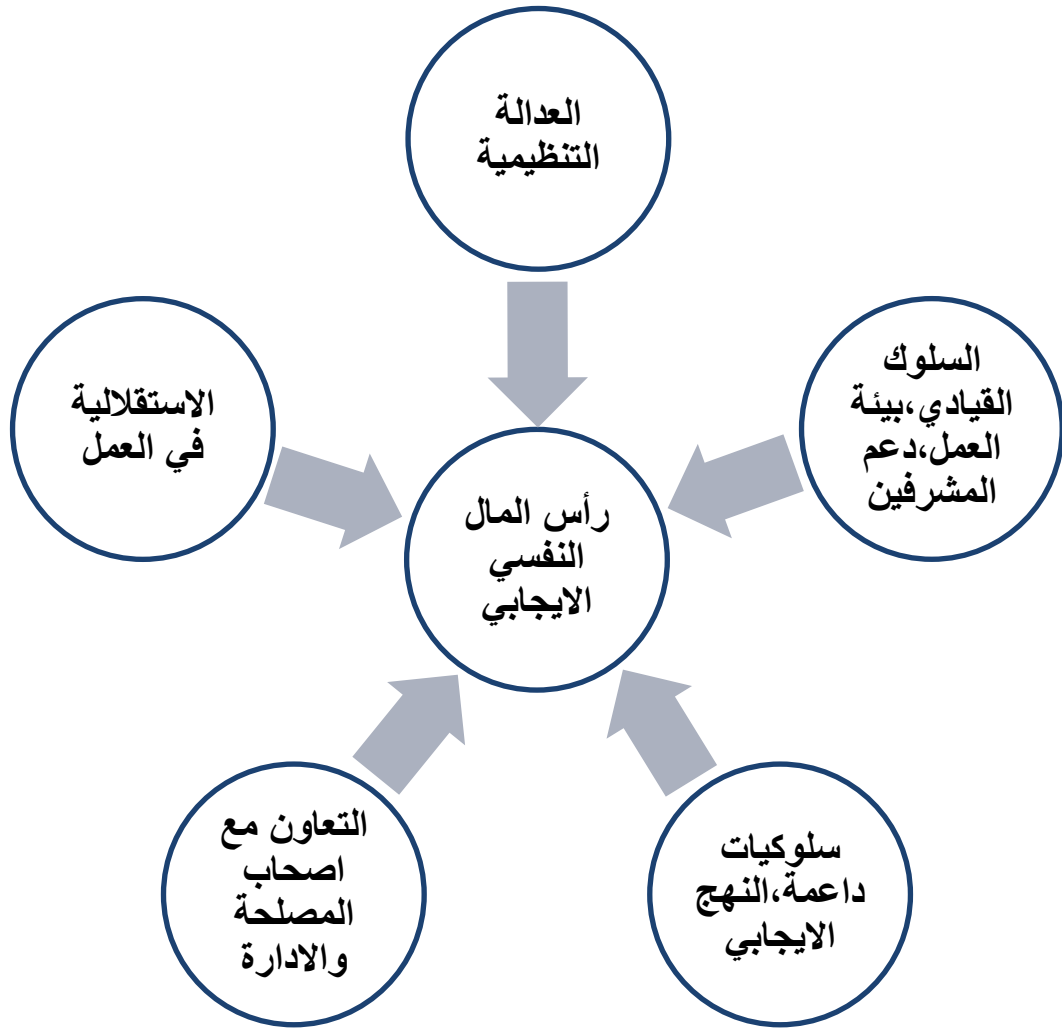 العدالة
التنظيمية
السلوك
القيادي،بيئة
العمل،دعم
المشرفين
الاستقلالية
في العمل
رأس المال
النفسي
الايجابي
سلوكيات
داعمة،النهج
الايجابي
التعاون مع
اصحاب
المصلحة
والادارة